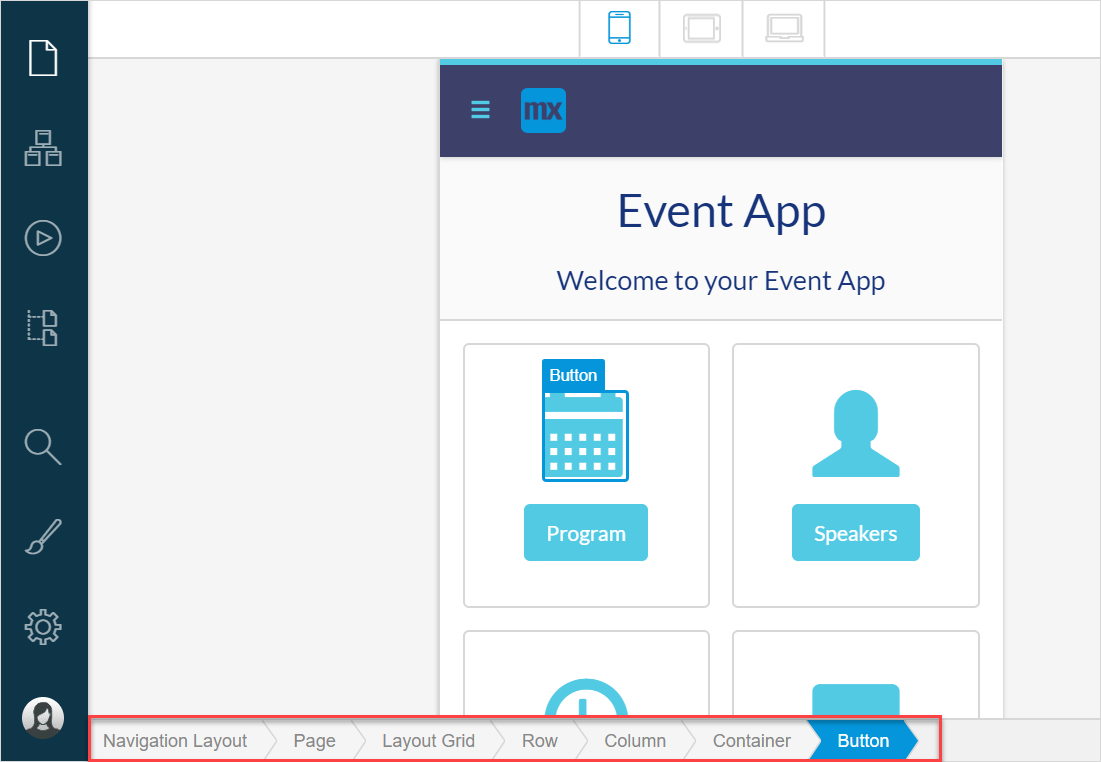 mx
Event App
Welcome to your Event App
Button
Program
Speakers
Navigation Layout Page Layout Grid Row Column Container Button